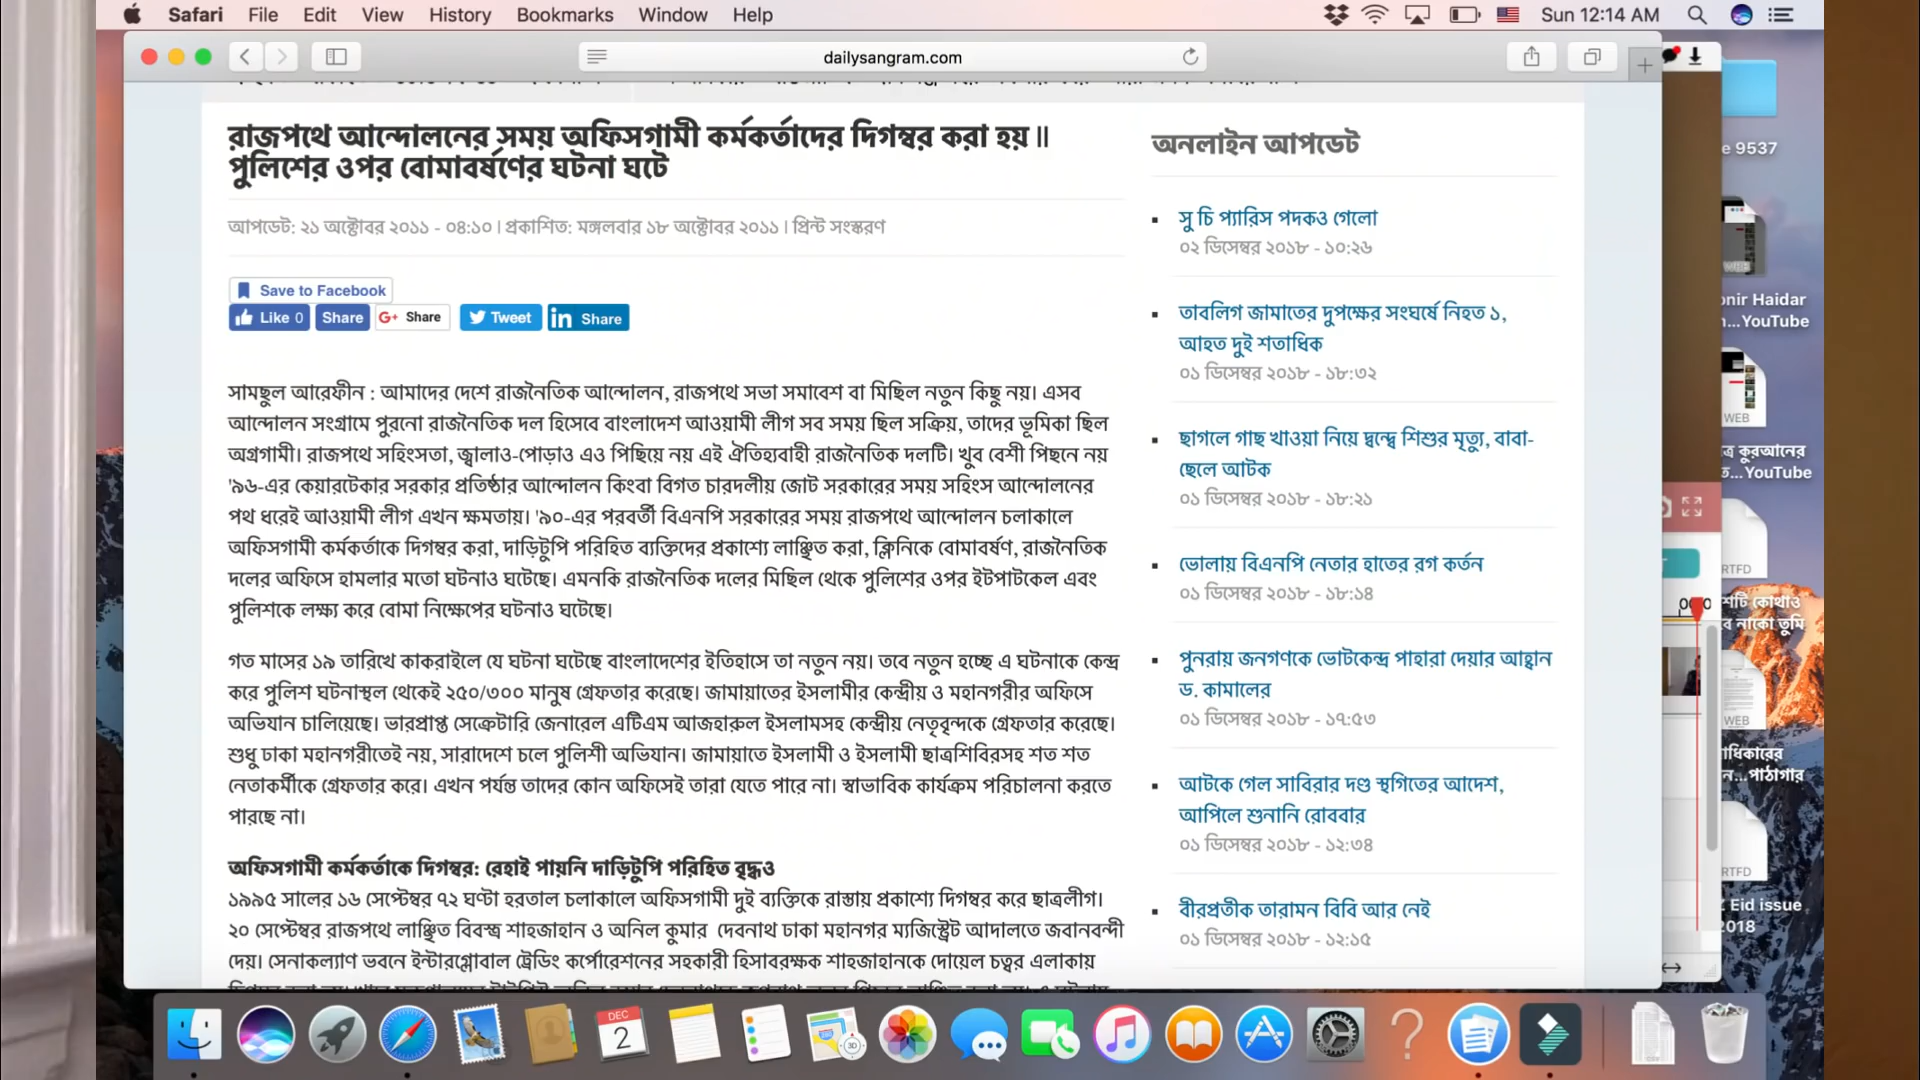 Safari File Edit View History Bookmarks Window Help Sun 12:14 AM
dailysangram.com
রাজপথে আন্দোলনের সময় অফিসগামী কর্মকর্তাদের দিগম্বর করা হয় ॥
পুলিশের ওপর বোমাবর্ষণের ঘটনা ঘটে
আপডেট: ২১ অক্টোবর ২০১১ - ০৪:১০ | প্রকাশিত: মঙ্গলবার ১৮ অক্টোবর ২০১১ | প্রিন্ট সংস্করণ
Save to Facebook
Like 0 Share G+ Share Tweet in Share
সামছুল আরেফীন : আমাদের দেশে রাজনৈতিক আন্দোলন, রাজপথে সভা সমাবেশ বা মিছিল নতুন কিছু নয়। এসব
আন্দোলন সংগ্রামে পুরনো রাজনৈতিক দল হিসেবে বাংলাদেশ আওয়ামী লীগ সব সময় ছিল সক্রিয়, তাদের ভূমিকা ছিল
অগ্রগামী। রাজপথে সহিংসতা, জ্বালাও-পোড়াও এও পিছিয়ে নয় এই ঐতিহ্যবাহী রাজনৈতিক দলটি। খুব বেশী পিছনে নয়
'৯৬-এর কেয়ারটেকার সরকার প্রতিষ্ঠার আন্দোলন কিংবা বিগত চারদলীয় জোট সরকারের সময় সহিংস আন্দোলনের
পথ ধরেই আওয়ামী লীগ এখন ক্ষমতায়। '৯০-এর পরবর্তী বিএনপি সরকারের সময় রাজপথে আন্দোলন চলাকালে
অফিসগামী কর্মকর্তাকে দিগম্বর করা, দাড়িটুপি পরিহিত ব্যক্তিদের প্রকাশ্যে লাঞ্ছিত করা, ক্লিনিকে বোমাবর্ষণ, রাজনৈতিক
দলের অফিসে হামলার মতো ঘটনাও ঘটেছে। এমনকি রাজনৈতিক দলের মিছিল থেকে পুলিশের ওপর ইটপাটকেল এবং
পুলিশকে লক্ষ্য করে বোমা নিক্ষেপের ঘটনাও ঘটেছে।
গত মাসের ১৯ তারিখে কাকরাইলে যে ঘটনা ঘটেছে বাংলাদেশের ইতিহাসে তা নতুন নয়। তবে নতুন হচ্ছে এ ঘটনাকে কেন্দ্র
করে পুলিশ ঘটনাস্থল থেকেই ২৫০/৩০০ মানুষ গ্রেফতার করেছে। জামায়াতের ইসলামীর কেন্দ্রীয় ও মহানগরীর অফিসে
অভিযান চালিয়েছে। ভারপ্রাপ্ত সেক্রেটারি জেনারেল এটিএম আজহারুল ইসলামসহ কেন্দ্রীয় নেতৃবৃন্দকে গ্রেফতার করেছে।
শুধু ঢাকা মহানগরীতেই নয়, সারাদেশে চলে পুলিশী অভিযান। জামায়াতে ইসলামী ও ইসলামী ছাত্রশিবিরসহ শত শত
নেতাকর্মীকে গ্রেফতার করে। এখন পর্যন্ত তাদের কোন অফিসেই তারা যেতে পারে না। স্বাভাবিক কার্যক্রম পরিচালনা করতে
পারছে না।
অফিসগামী কর্মকর্তাকে দিগম্বর: রেহাই পায়নি দাড়িটুপি পরিহিত বৃদ্ধও
১৯৯৫ সালের ১৬ সেপ্টেম্বর ৭২ ঘণ্টা হরতাল চলাকালে অফিসগামী দুই ব্যক্তিকে রাস্তায় প্রকাশ্যে দিগম্বর করে ছাত্রলীগ।
২০ সেপ্টেম্বর রাজপথে লাঞ্ছিত বিবস্ত্র শাহজাহান ও অনিল কুমার দেবনাথ ঢাকা মহানগর ম্যজিস্ট্রেট আদালতে জবানবন্দী
দেয়। সেনাকল্যাণ ভবনে ইন্টারগ্লোবাল ট্রেডিং কর্পোরেশনের সহকারী হিসাবরক্ষক শাহজাহানকে দোয়েল চত্বর এলাকায়
অনলাইন আপডেট
সু চি প্যারিস পদকও গেলো
০২ ডিসেম্বর ২০১৮ - ১০:২৬
তাবলিগ জামাতের দুপক্ষের সংঘর্ষে নিহত ১,
আহত দুই শতাধিক
০১ ডিসেম্বর ২০১৮ - ১৮:৩২
ছাগলে গাছ খাওয়া নিয়ে দ্বন্দ্বে শিশুর মৃত্যু, বাবা-
ছেলে আটক
০১ ডিসেম্বর ২০১৮ - ১৮:২১
ভোলায় বিএনপি নেতার হাতের রগ কর্তন
০১ ডিসেম্বর ২০১৮ - ১৮:১৪
পুনরায় জনগণকে ভোটকেন্দ্র পাহারা দেয়ার আহ্বান
ড. কামালের
০১ ডিসেম্বর ২০১৮ - ১৭:৫৩
আটকে গেল সাবিরার দণ্ড স্থগিতের আদেশ,
আপিলে শুনানি রোববার
০১ ডিসেম্বর ২০১৮ - ১২:৩৪
বীরপ্রতীক তারামন বিবি আর নেই
০১ ডিসেম্বর ২০১৮ - ১২:১৫
e 9537
WEB
onir Haidar
n...YouTube
WEB
ত্র কুরআনের
ত...YouTube
RTFD
শটি কোথাও
ব নাকো তুমি
WEB
াধিকারের
ন...পাঠাগার
RTFD
Eid issue
2018
DEC
2
3D